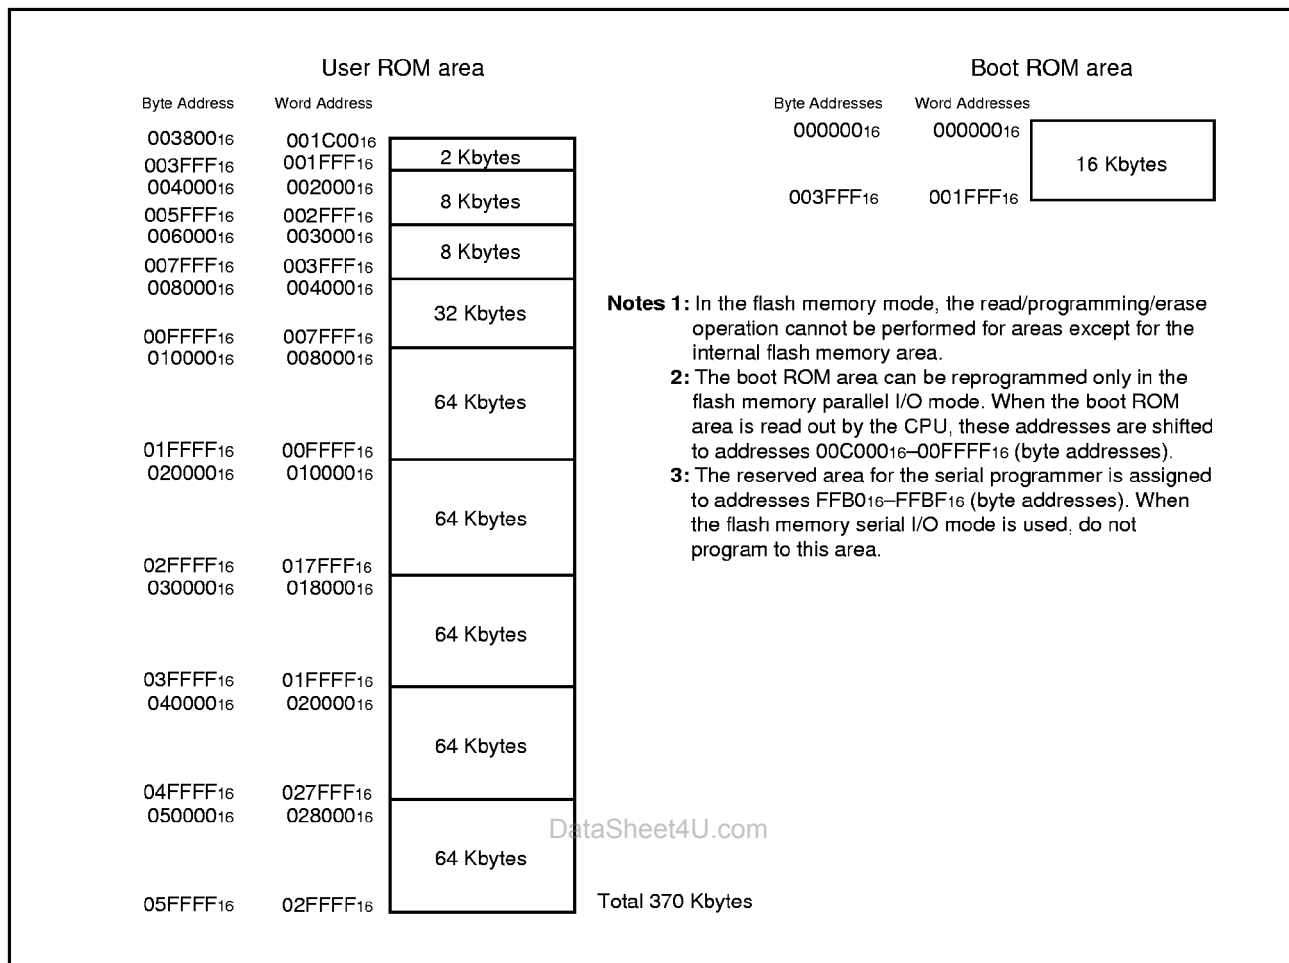 User ROM area
Byte Address Word Address
00380016 001C0016
2 Kbytes
003FFF16 001FFF16
00400016 00200016
8 Kbytes
005FFF16 002FFF16
00600016 00300016
8 Kbytes
007FFF16 003FFF16
00800016 00400016
32 Kbytes
00FFFF16 007FFF16
01000016 00800016
64 Kbytes
01FFFF16 00FFFF16
02000016 01000016
64 Kbytes
02FFFF16 017FFF16
03000016 01800016
64 Kbytes
03FFFF16 01FFFF16
04000016 02000016
64 Kbytes
04FFFF16 027FFF16
05000016 02800016
64 Kbytes
05FFFF16 02FFFF16
Total 370 Kbytes
Boot ROM area
Byte Addresses Word Addresses
00000016 00000016
16 Kbytes
003FFF16 001FFF16
Notes 1: In the flash memory mode, the read/programming/erase
operation cannot be performed for areas except for the
internal flash memory area.
2: The boot ROM area can be reprogrammed only in the
flash memory parallel I/O mode. When the boot ROM
area is read out by the CPU, these addresses are shifted
to addresses 00C00016–00FFFF16 (byte addresses).
3: The reserved area for the serial programmer is assigned
to addresses FFB016–FFBF16 (byte addresses). When
the flash memory serial I/O mode is used, do not
program to this area.
DataSheet4U.com